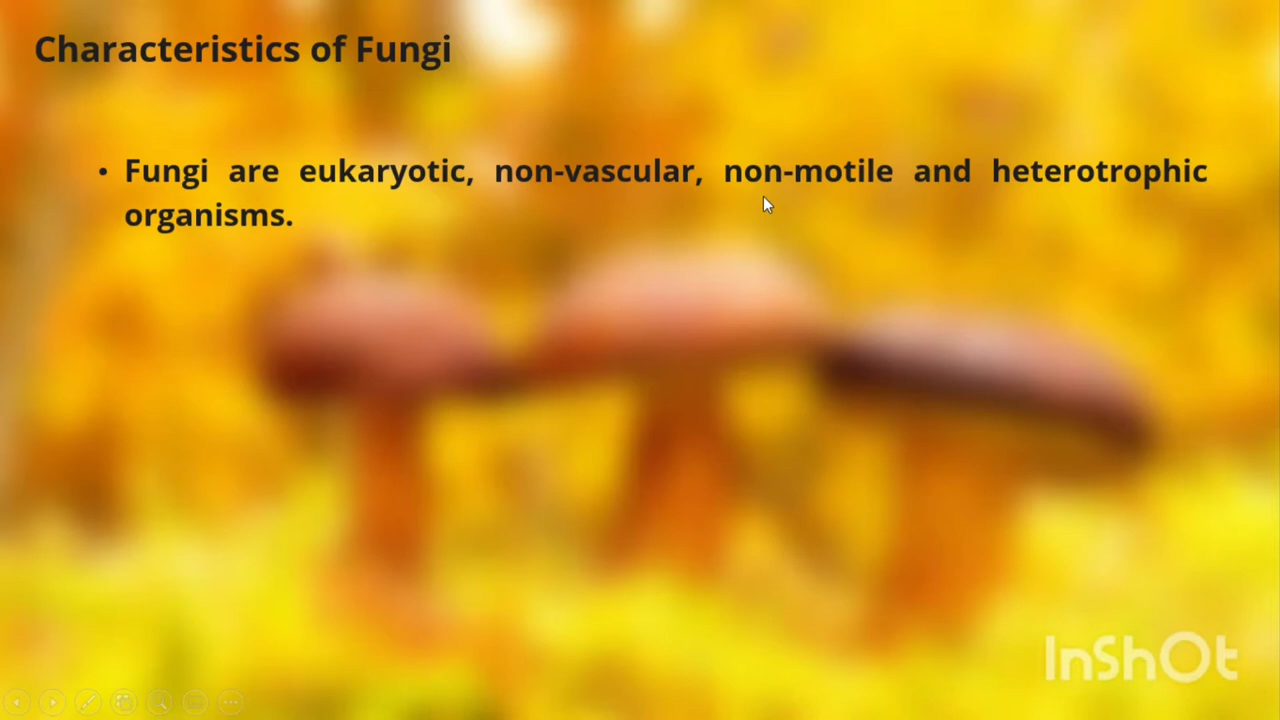 Characteristics of Fungi
• Fungi are eukaryotic, non-vascular, non-motile and heterotrophic
organisms.
InShOt